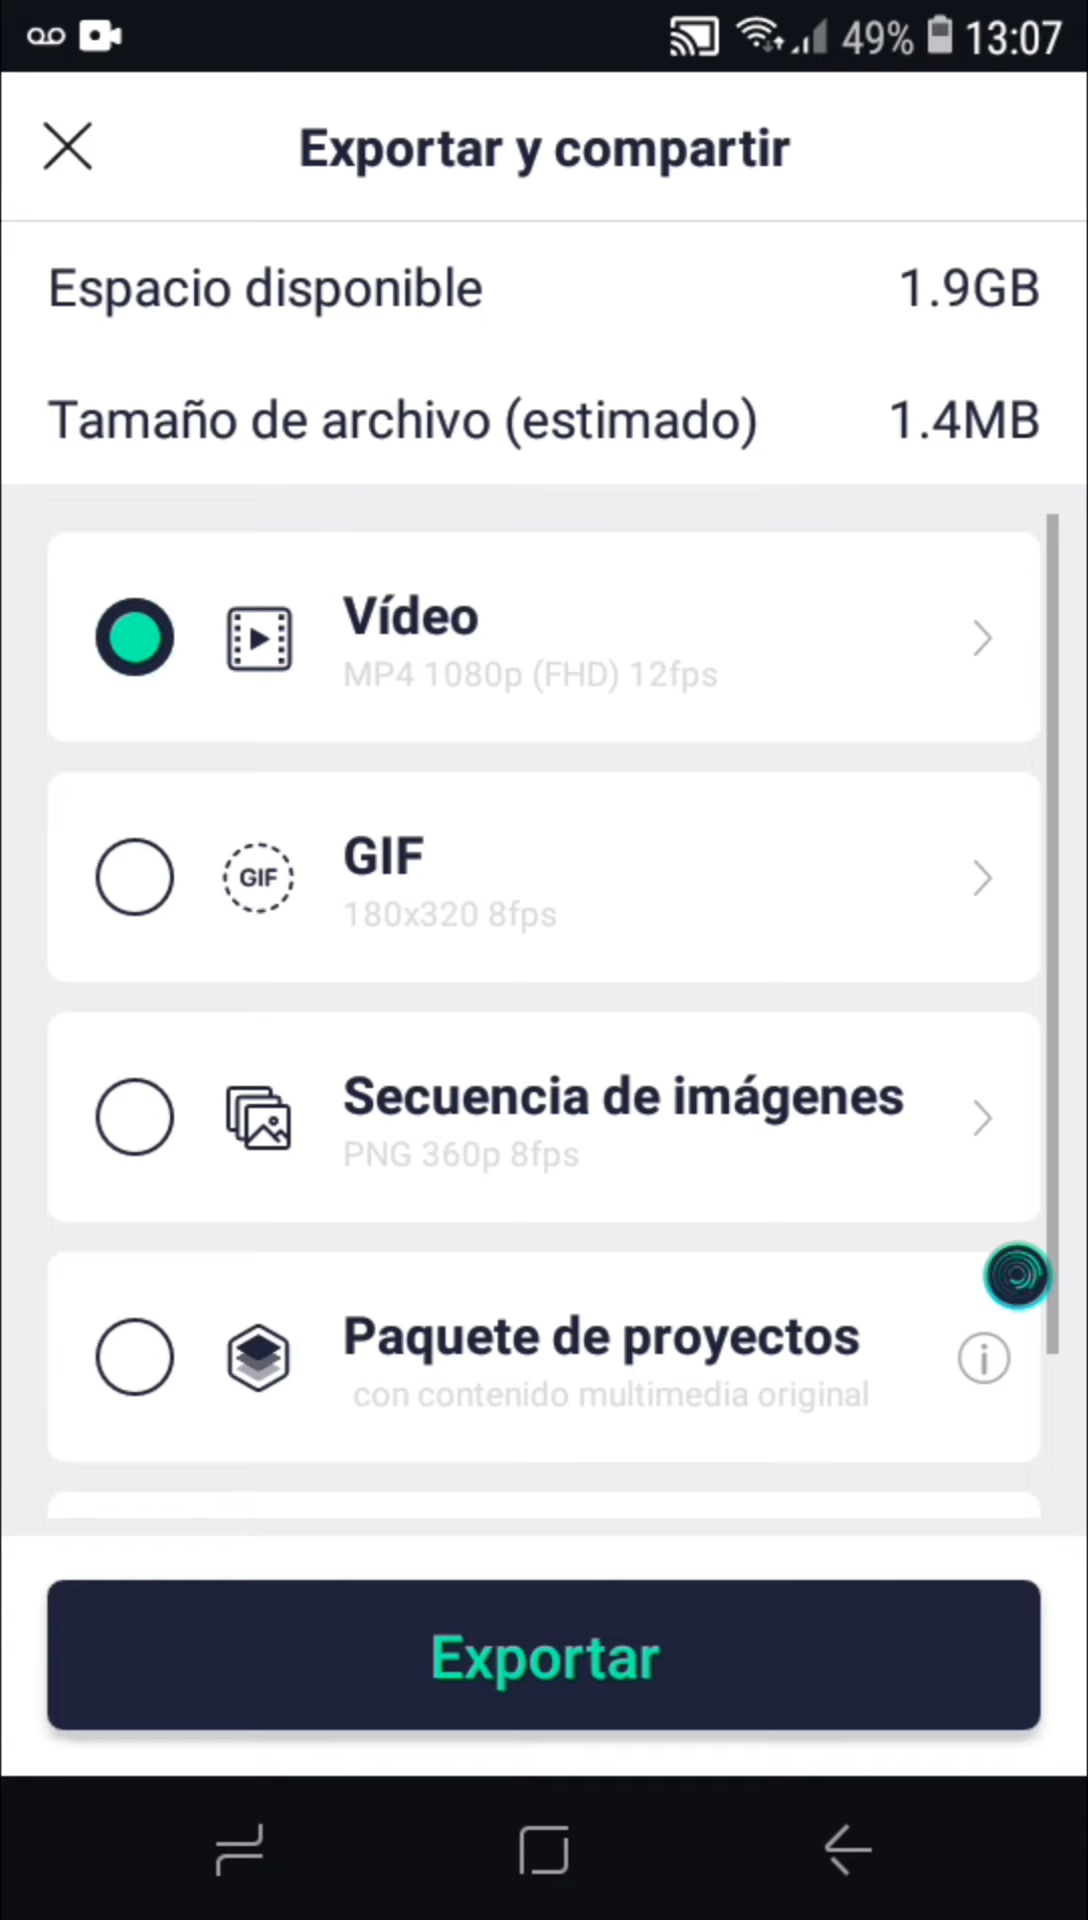 49% 13:07
Exportar y compartir
Espacio disponible 1.9GB
Tamaño de archivo (estimado) 1.4MB
Vídeo
MP4 1080p (FHD) 12fps
GIF
GIF
180x320 8fps
Secuencia de imágenes
PNG 360p 8fps
Paquete de proyectos
con contenido multimedia original
Exportar